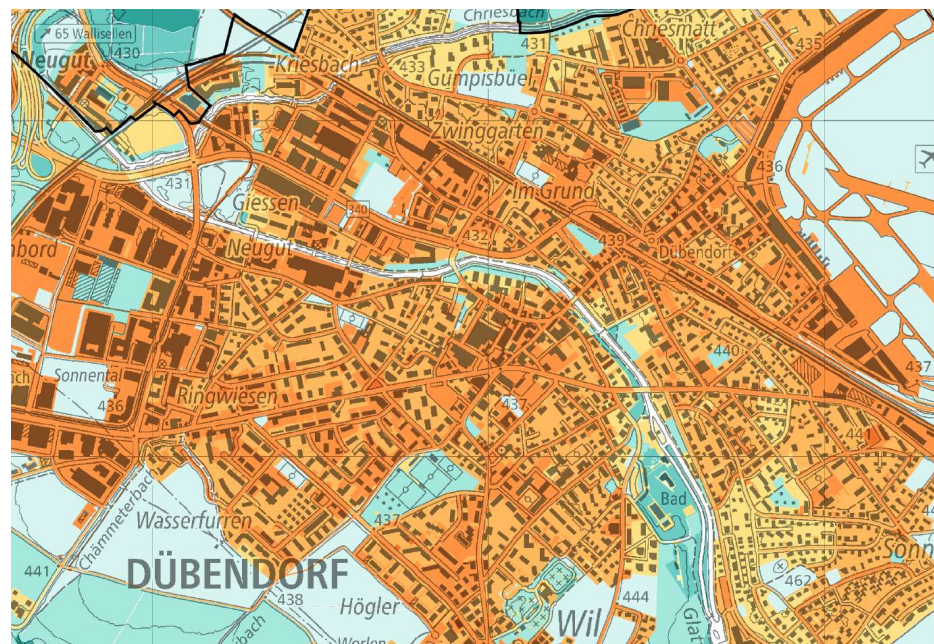 Chriesbach
65 Wallisellen
430
431
Chriesmatt
435
Neugut
Kriesbach
433
Gumpisbüel
Zwinggarten
436
431
Im Grund
Giessen
340
432
439
Dübendorf
Neugut
nbord
440
437
Sonnental
436
Ringwiesen
437
Bad
437
Wasserfurren
Chämmeterbach
441
DÜBENDORF
438
Högler
Wil
444
462
Sonn
Glat